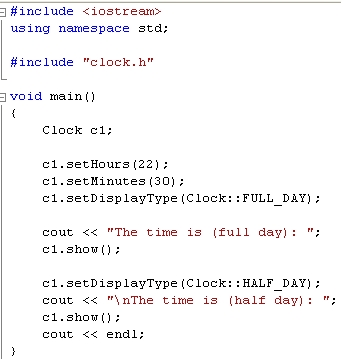 #include <iostream>
using namespace std;
#include "clock.h"
void main()
{
Clock c1;
c1.setHours(22);
c1.setMinutes(30);
c1.setDisplayType(Clock::FULL_DAY);
cout << "The time is (full day): ";
c1.show();
c1.setDisplayType(Clock::HALF_DAY);
cout << "\nThe time is (half day): ";
c1.show();
cout << endl;
}